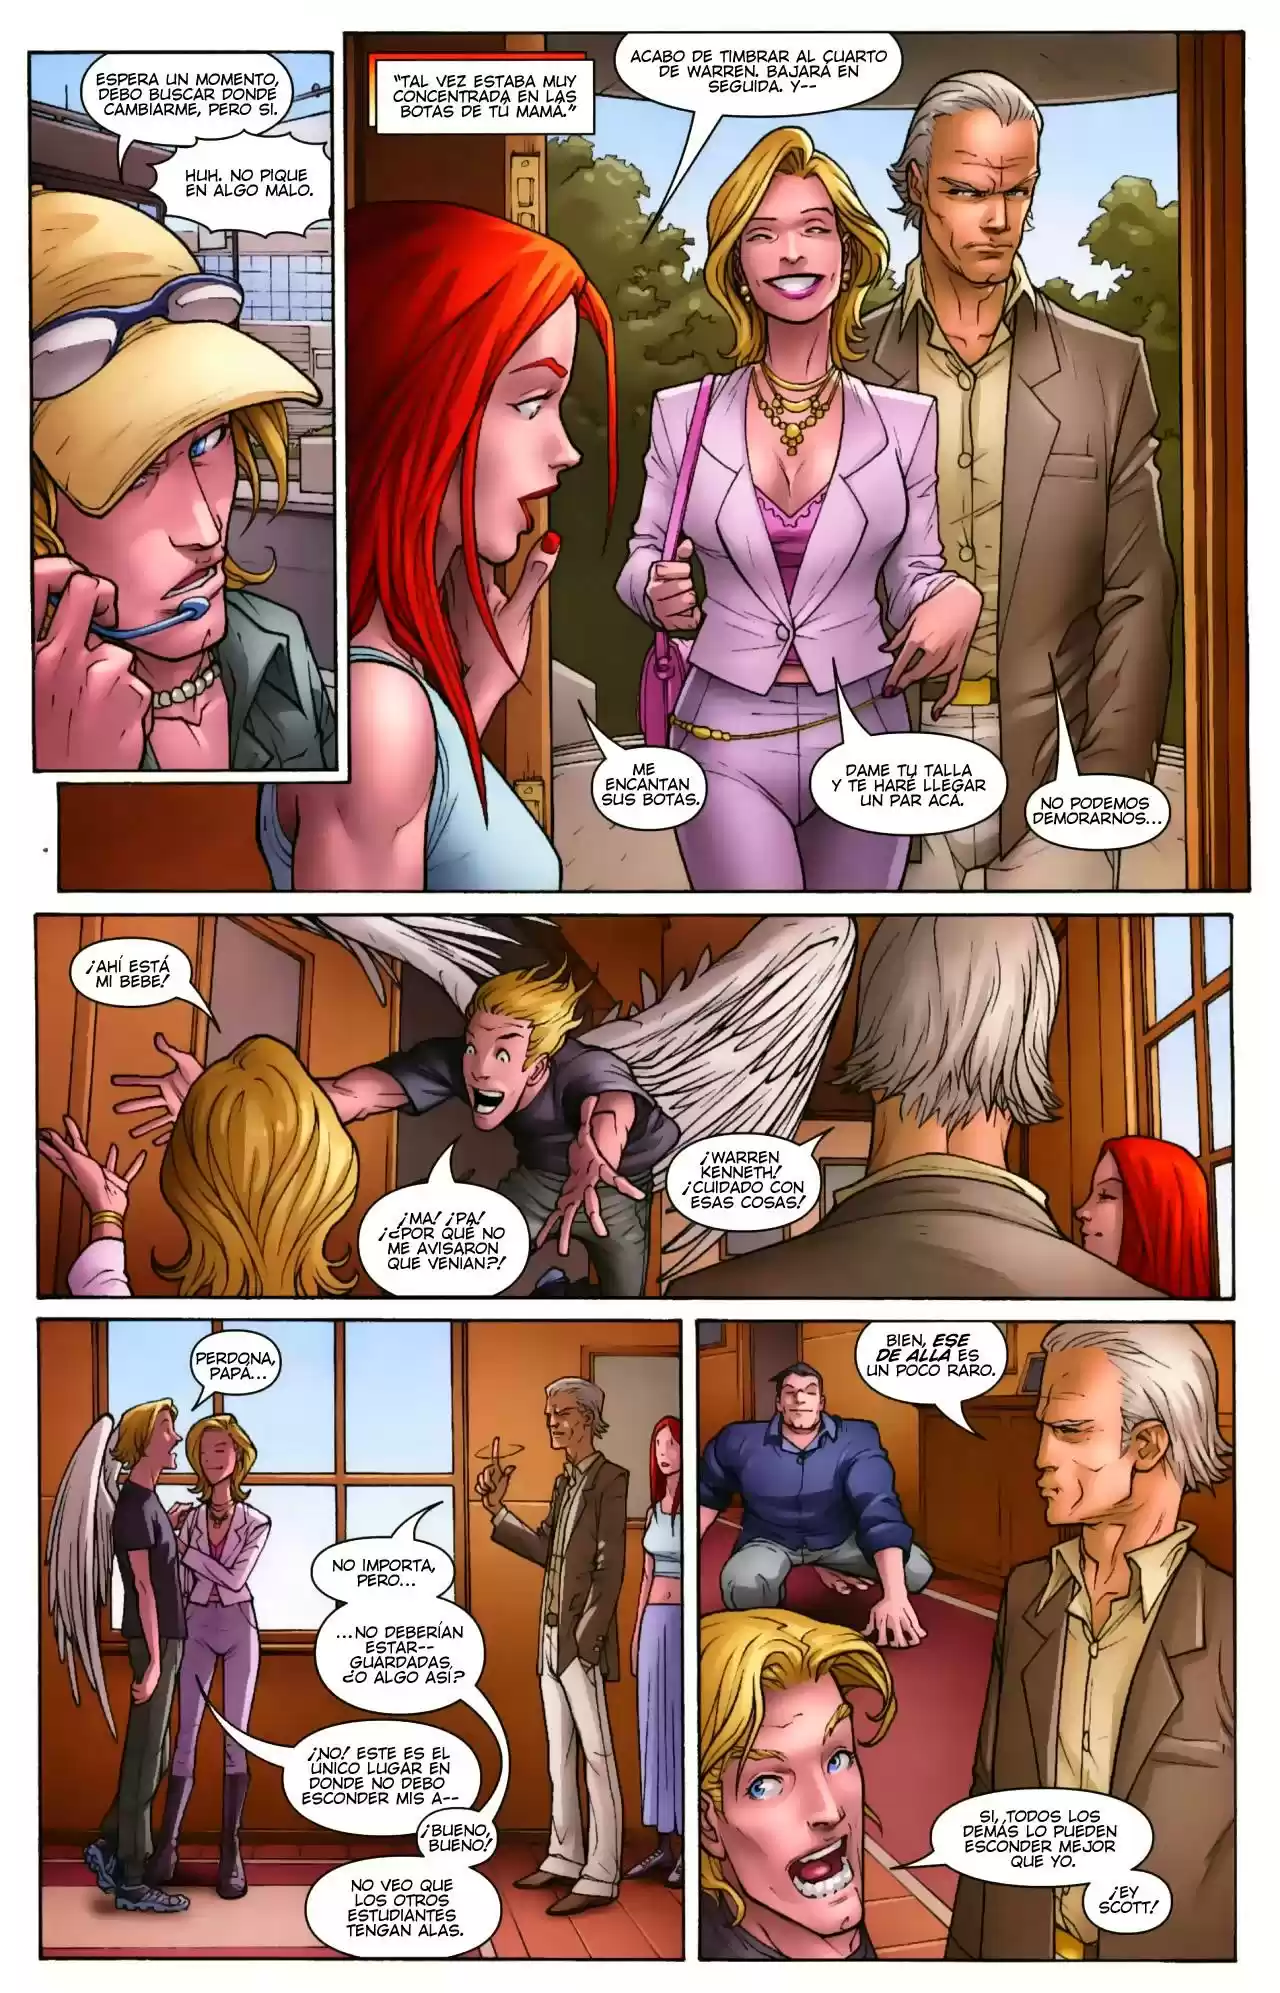 ESPERA UN MOMENTO,
DEBO BUSCAR DONDE
CAMBIARME, PERO SI.
HUH. NO PIQUE
EN ALGO MALO.
"TAL VEZ ESTABA MUY
CONCENTRADA EN LAS
BOTAS DE TÚ MAMÁ."
ACABO DE TIMBRAR AL CUARTO
DE WARREN. BAJARÁ EN
SEGUIDA. Y--
ME
ENCANTAN
SUS BOTAS.
DAME TU TALLA
Y TE HARÉ LLEGAR
UN PAR ACÁ.
NO PODEMOS
DEMORARNOS...
¡AHÍ ESTÁ
MI BEBE!
¡MA! ¡PA!
¡¿POR QUÉ NO
ME AVISARON
QUE VENIAN?!
¡WARREN
KENNETH!
¡CUIDADO CON
ESAS COSAS!
PERDONA,
PAPÁ...
NO IMPORTA,
PERO...
...NO DEBERÍAN
ESTAR--
GUARDADAS,
¿O ALGO ASÍ?
¡NO! ESTE ES EL
ÚNICO LUGAR EN
DONDE NO DEBO
ESCONDER MIS A--
¡BUENO,
BUENO!
NO VEO QUE
LOS OTROS
ESTUDIANTES
TENGAN ALAS.
BIEN, ESE
DE ALLA ES
UN POCO RARO.
SI, TODOS LOS
DEMÁS LO PUEDEN
ESCONDER MEJOR
QUE YO.
¡EY
SCOTT!